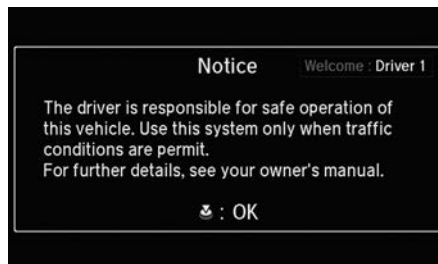 Notice
Welcome : Driver 1
The driver is responsible for safe operation of
this vehicle. Use this system only when traffic
conditions are permit.
For further details, see your owner's manual.
: OK